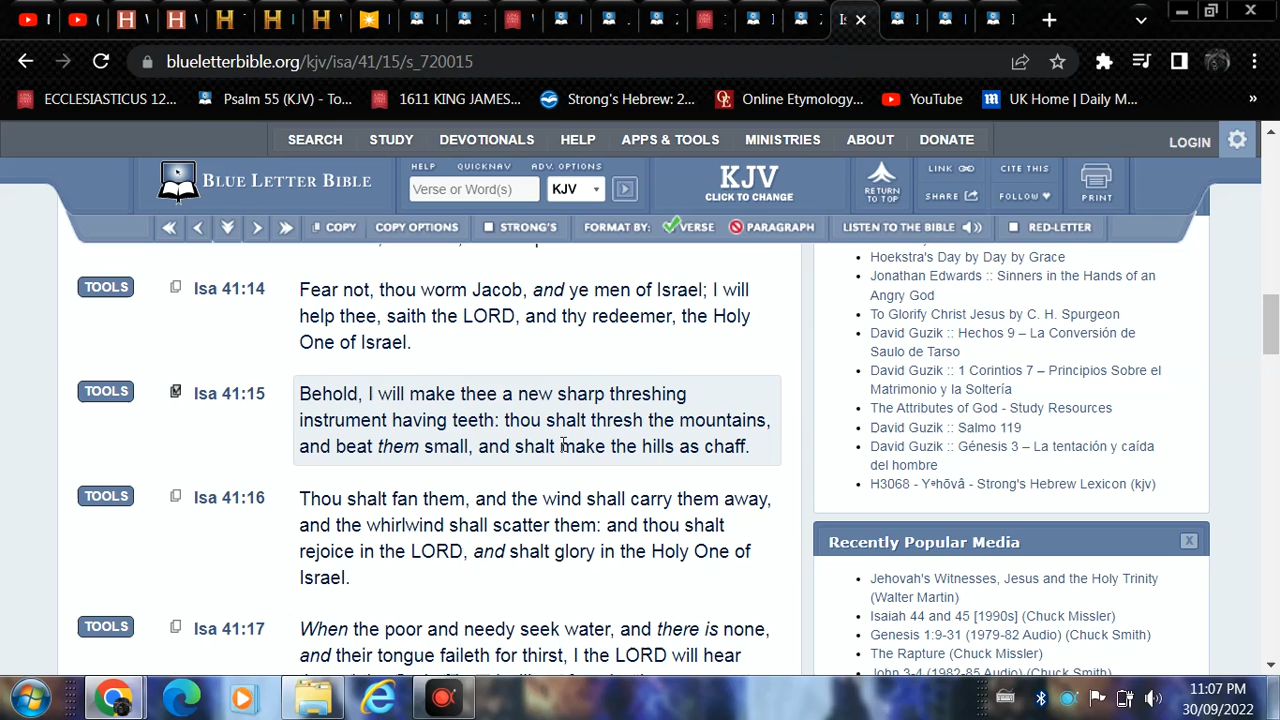 blueletterbible.org/kjv/isa/41/15/s_720015
ECCLESIASTICUS 12...
Psalm 55 (KJV) - To...
1611 KING JAMES...
Strong's Hebrew: 2...
Online Etymology...
YouTube
UK Home | Daily M...
»
SEARCH
STUDY
DEVOTIONALS
HELP
APPS & TOOLS
MINISTRIES
ABOUT
DONATE
LOGIN
BLUE LETTER BIBLE
HELP
QUICKNAV
ADV. OPTIONS
Verse or Word(s)
KJV
KJV
CLICK TO CHANGE
RETURN
TO TOP
LINK
SHARE
CITE THIS
FOLLOW
PRINT
COPY
COPY OPTIONS
STRONG'S
FORMAT BY:
VERSE
PARAGRAPH
LISTEN TO THE BIBLE
RED-LETTER
TOOLS
Isa 41:14
Fear not, thou worm Jacob, and ye men of Israel; I will
help thee, saith the LORD, and thy redeemer, the Holy
One of Israel.
TOOLS
Isa 41:15
Behold, I will make thee a new sharp threshing
instrument having teeth: thou shalt thresh the mountains,
and beat them small, and shalt make the hills as chaff.
TOOLS
Isa 41:16
Thou shalt fan them, and the wind shall carry them away,
and the whirlwind shall scatter them: and thou shalt
rejoice in the LORD, and shalt glory in the Holy One of
Israel.
TOOLS
Isa 41:17
When the poor and needy seek water, and there is none,
and their tongue faileth for thirst, I the LORD will hear
Hoekstra's Day by Day by Grace
Jonathan Edwards :: Sinners in the Hands of an
Angry God
To Glorify Christ Jesus by C. H. Spurgeon
David Guzik :: Hechos 9 – La Conversión de
Saulo de Tarso
David Guzik :: 1 Corintios 7 – Principios Sobre el
Matrimonio y la Soltería
The Attributes of God - Study Resources
David Guzik :: Salmo 119
David Guzik :: Génesis 3 – La tentación y caída
del hombre
H3068 - Yᵊhōvâ - Strong's Hebrew Lexicon (kjv)
Recently Popular Media
Jehovah's Witnesses, Jesus and the Holy Trinity
(Walter Martin)
Isaiah 44 and 45 [1990s] (Chuck Missler)
Genesis 1:9-31 (1979-82 Audio) (Chuck Smith)
The Rapture (Chuck Missler)
John 3-4 (1982-85 Audio) (Chuck Smith)
11:07 PM
30/09/2022